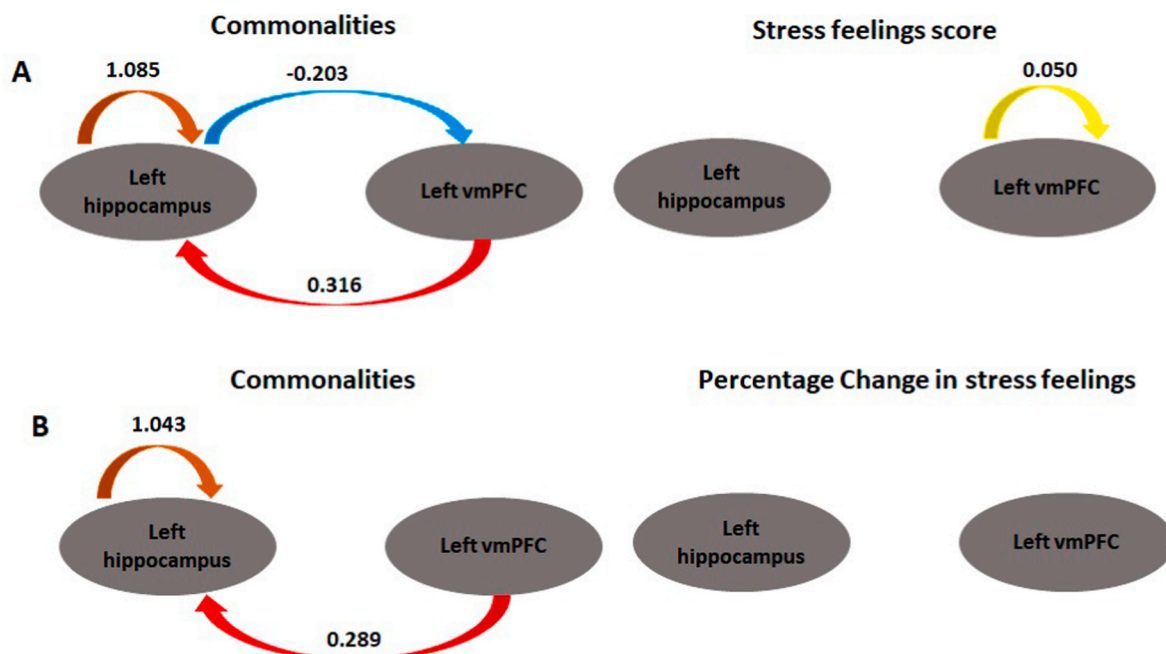 Commonalities
Stress feelings score
A
1.085
-0.203
0.050
Left
hippocampus
Left vmPFC
Left
hippocampus
Left vmPFC
0.316
Commonalities
Percentage Change in stress feelings
B
1.043
Left
hippocampus
Left vmPFC
Left
hippocampus
Left vmPFC
0.289